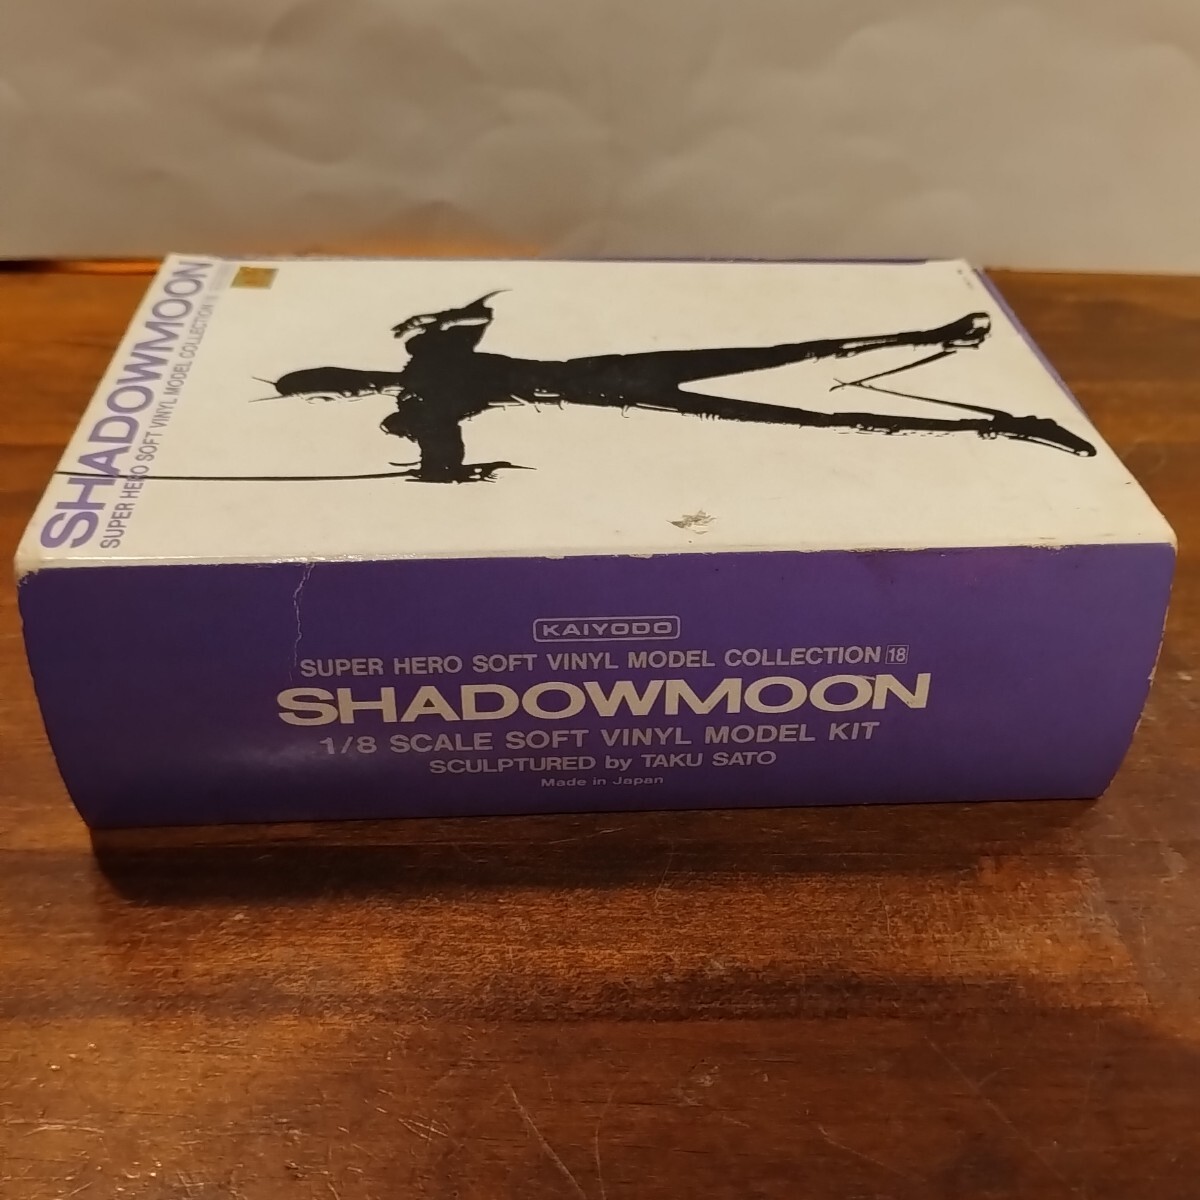 SHADOWMOON
SUPER HERO SOFT VINYL MODEL COLLECTION
KAIYODO
SUPER HERO SOFT VINYL MODEL COLLECTION 18
SHADOWMOON
1/8 SCALE SOFT VINYL MODEL KIT
SCULPTURED by TAKU SATO
Made in Japan